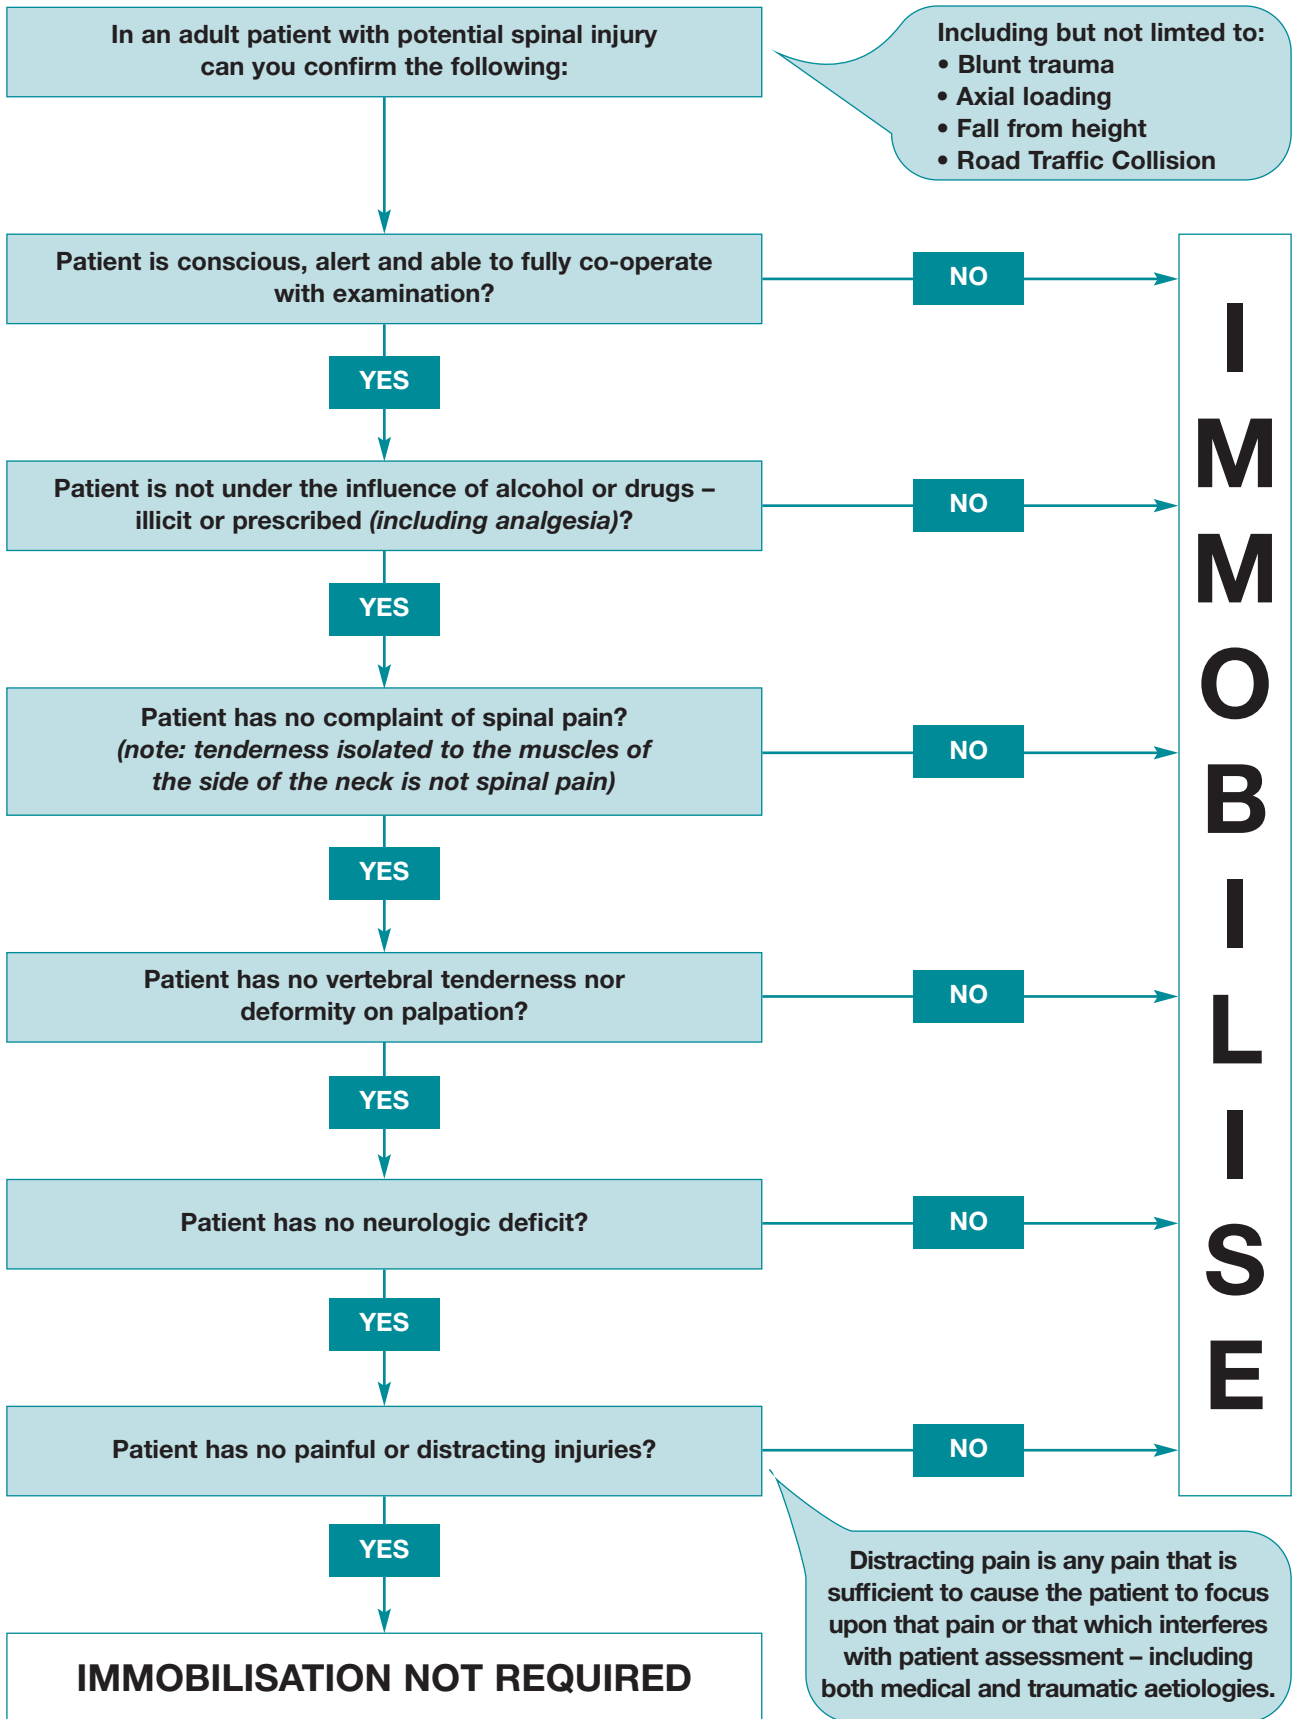 In an adult patient with potential spinal injury
can you confirm the following:
Including but not limted to:
• Blunt trauma
• Axial loading
• Fall from height
• Road Traffic Collision
Patient is conscious, alert and able to fully co-operate
with examination?
NO
YES
Patient is not under the influence of alcohol or drugs –
illicit or prescribed (including analgesia)?
NO
YES
Patient has no complaint of spinal pain?
(note: tenderness isolated to the muscles of
the side of the neck is not spinal pain)
NO
YES
Patient has no vertebral tenderness nor
deformity on palpation?
NO
YES
Patient has no neurologic deficit?
NO
YES
Patient has no painful or distracting injuries?
NO
YES
IMMOBILISE
Distracting pain is any pain that is
sufficient to cause the patient to focus
upon that pain or that which interferes
with patient assessment – including
both medical and traumatic aetiologies.
IMMOBILISATION NOT REQUIRED